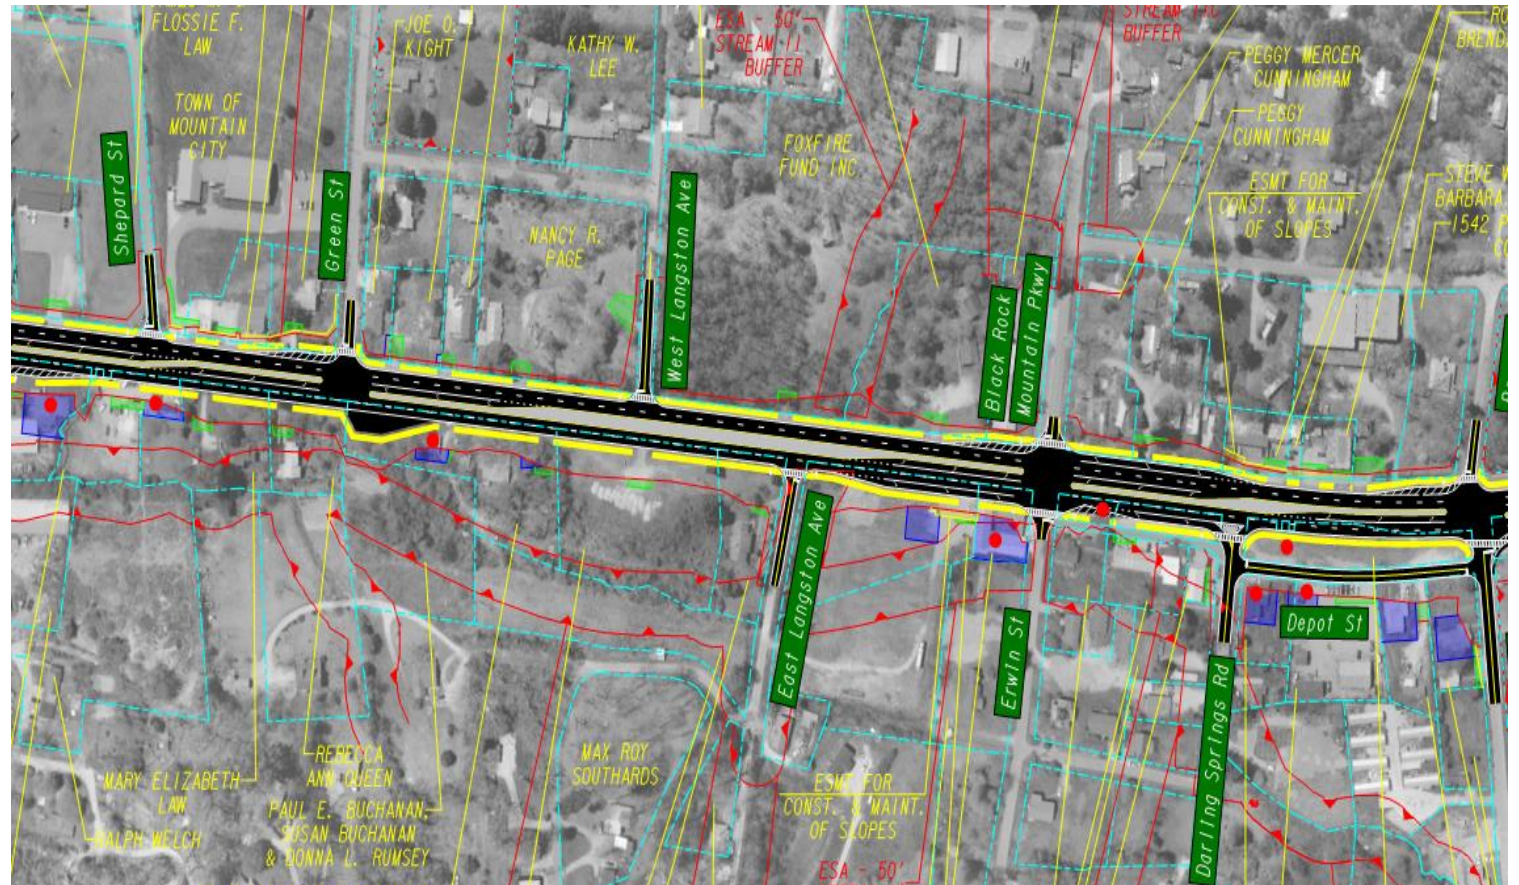 FLOSSIE F.
LAW
JOE O.
KIGHT
KATHY W.
LEE
ESA - 50'
STREAM 11
BUFFER
BUFFER
PEGGY MERCER
CUNNINGHAM
PEGGY
CUNNINGHAM
TOWN OF
MOUNTAIN
CITY
FOXFIRE
FUND INC
ESMT FOR
CONST. & MAINT.
OF SLOPES
STEVE W
BARBARA
1542 P
Shepard St
Green St
NANCY R.
PAGE
West Langston Ave
Black Rock
Mountain Pkwy
East Langston Ave
Erwin St
Darling Springs Rd
Depot St
REBECCA
ANN QUEEN
MARY ELIZABETH
LAW
RALPH WELCH
PAUL E. BUCHANAN,
SUSAN BUCHANAN
& DONNA L. RUMSEY
MAX ROY
SOUTHARDS
ESMT FOR
CONST. & MAINT.
OF SLOPES
ESA - 50'